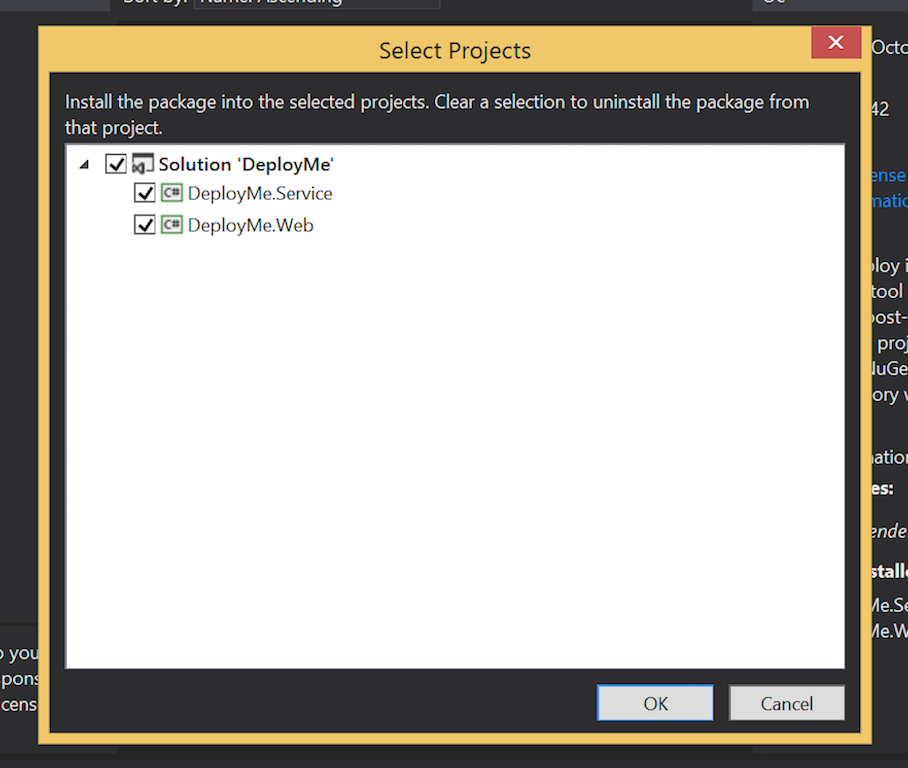 Sort by: Name: Ascending
Select Projects
Install the package into the selected projects. Clear a selection to uninstall the package from
that project.
Solution 'DeployMe'
C# DeployMe.Service
C# DeployMe.Web
OK
Cancel
Octo
42
ense
matio
ploy i
tool
post-
proj
NuGe
ory
mation
es:
ende
stalle
Me.Se
Me.W
o you
spons
cens